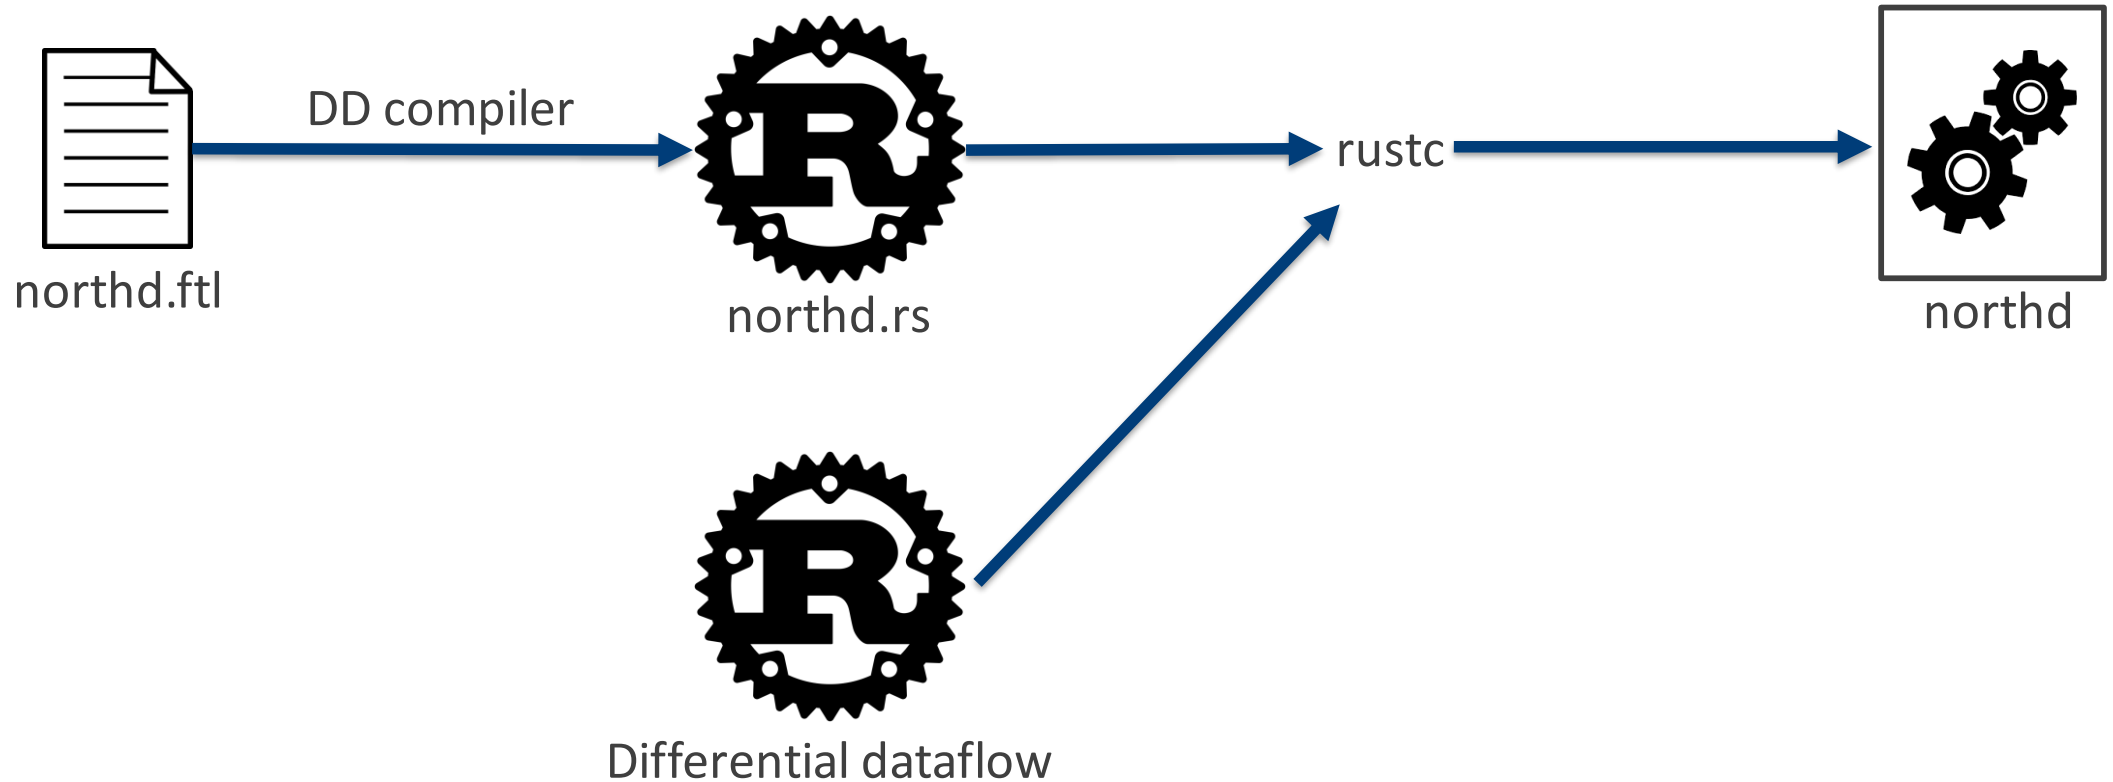 DD compiler
rustc
northd.ftl
northd.rs
northd
Differential dataflow